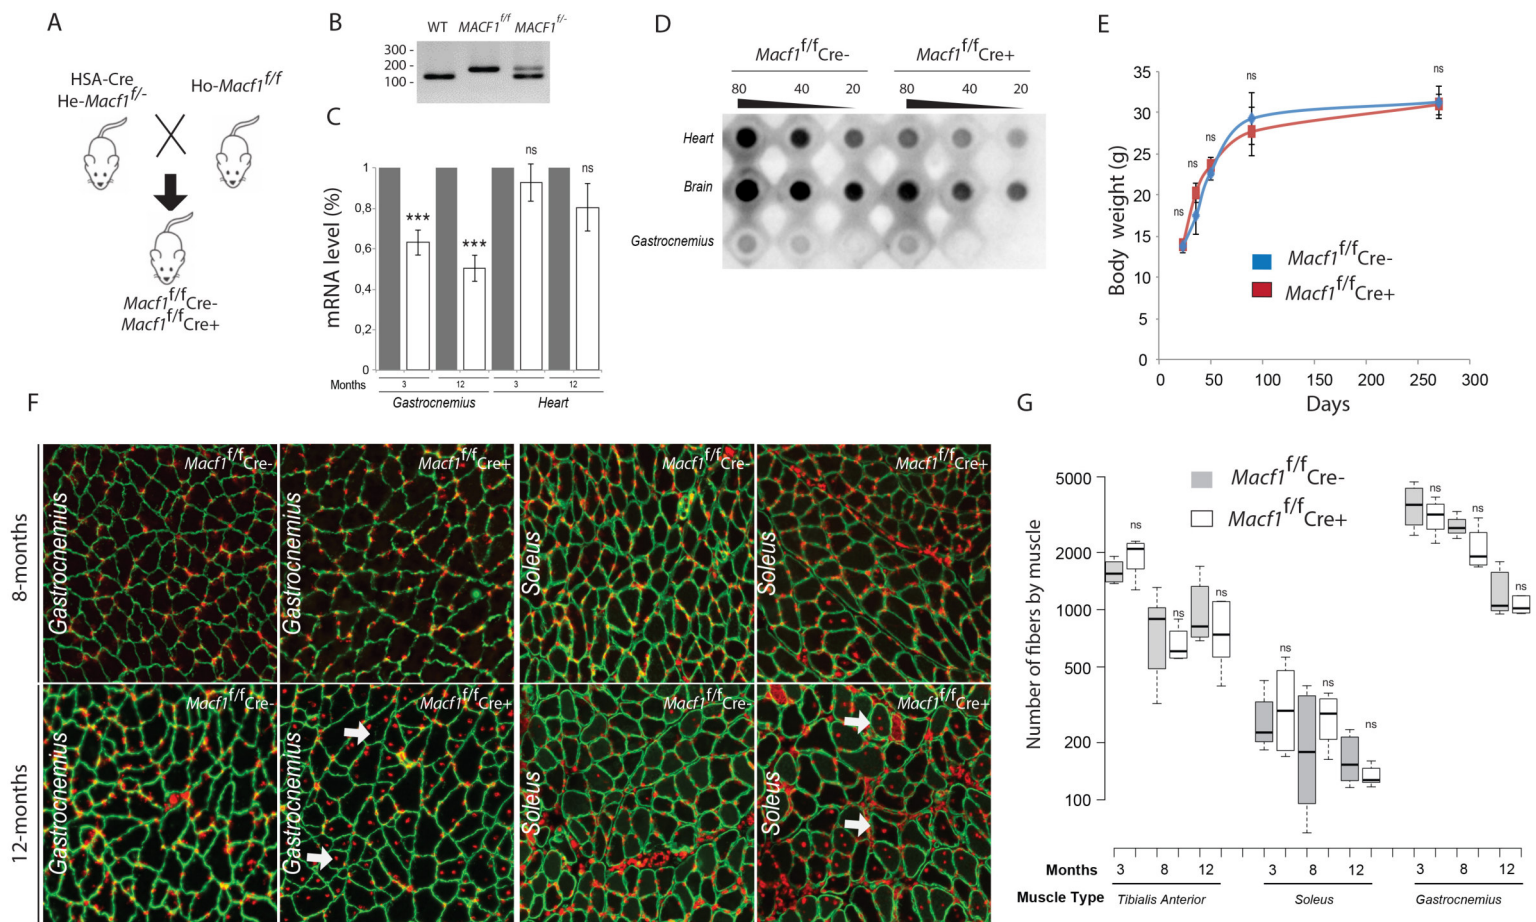 A
HSA-Cre
He-Macf1f/-
Ho-Macf1f/f
Macf1f/fCre-
Macf1f/fCre+
B
WT MACF1f/f MACF1f/-
300 -
200 -
100 -
C
mRNA level (%)
1
0,8
0,6
0,4
0,2
0
*** *** ns ns
Months 3 12 3 12
Gastrocnemius Heart
D
Macf1f/fCre- Macf1f/fCre+
80 40 20 80 40 20
Heart
Brain
Gastrocnemius
E
Body weight (g)
35
30
25
20
15
10
5
0
ns ns ns ns ns
Macf1f/fCre-
Macf1f/fCre+
0 50 100 150 200 250 300
Days
F
8-months
Gastrocnemius Macf1f/fCre-
Gastrocnemius Macf1f/fCre+
Soleus Macf1f/fCre-
Soleus Macf1f/fCre+
12-months
Gastrocnemius Macf1f/fCre-
Gastrocnemius Macf1f/fCre+
Soleus Macf1f/fCre-
Soleus Macf1f/fCre+
G
Number of fibers by muscle
5000
2000
1000
500
200
100
Macf1f/fCre-
Macf1f/fCre+
ns ns ns ns ns ns ns ns ns
Months 3 8 12 3 8 12 3 8 12
Muscle Type Tibialis Anterior Soleus Gastrocnemius